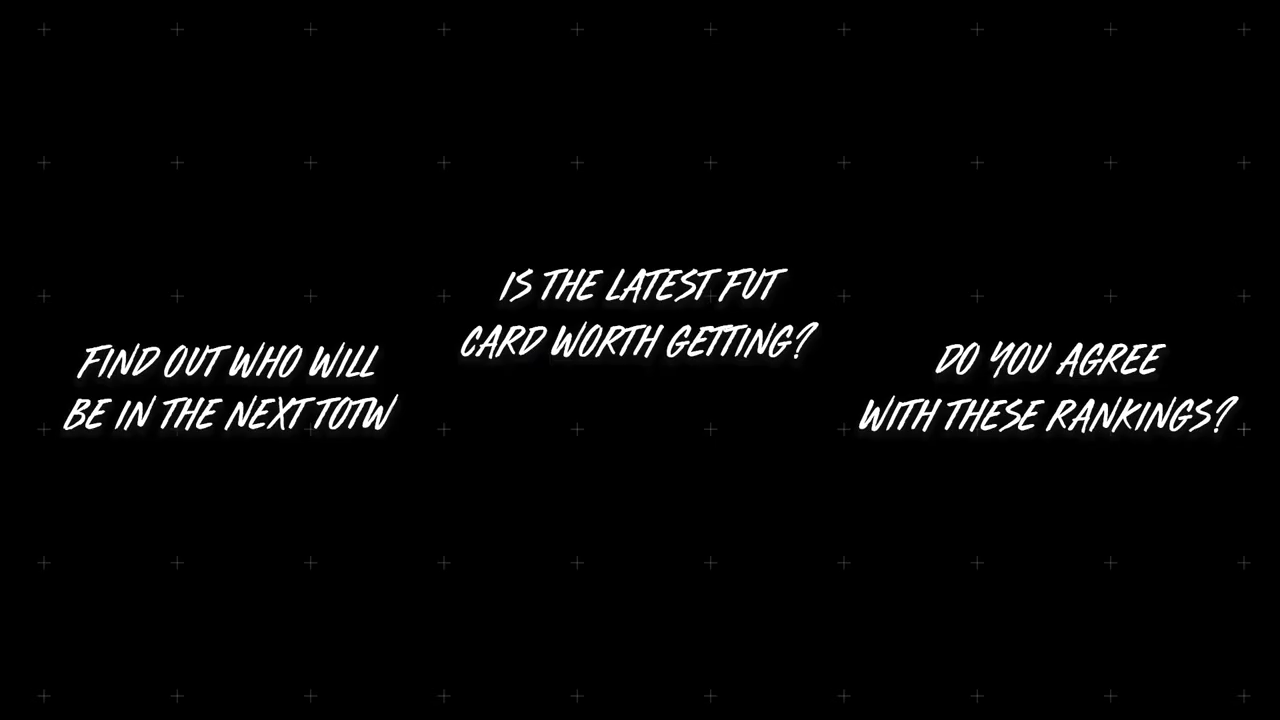 FIND OUT WHO WILL
BE IN THE NEXT TOTW
IS THE LATEST FUT
CARD WORTH GETTING?
DO YOU AGREE
WITH THESE RANKINGS?